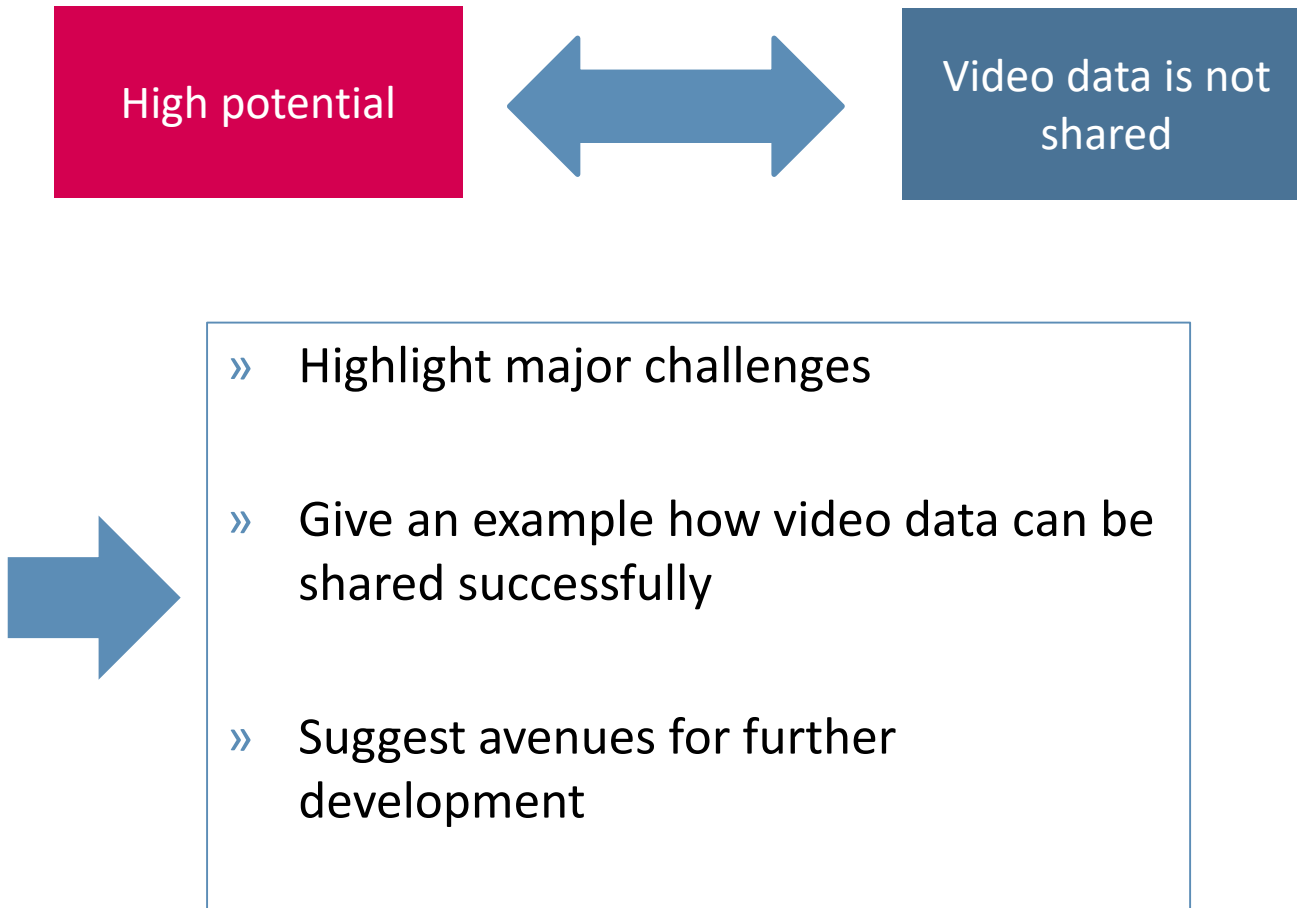 High potential
Video data is not
shared
» Highlight major challenges
» Give an example how video data can be
shared successfully
» Suggest avenues for further
development